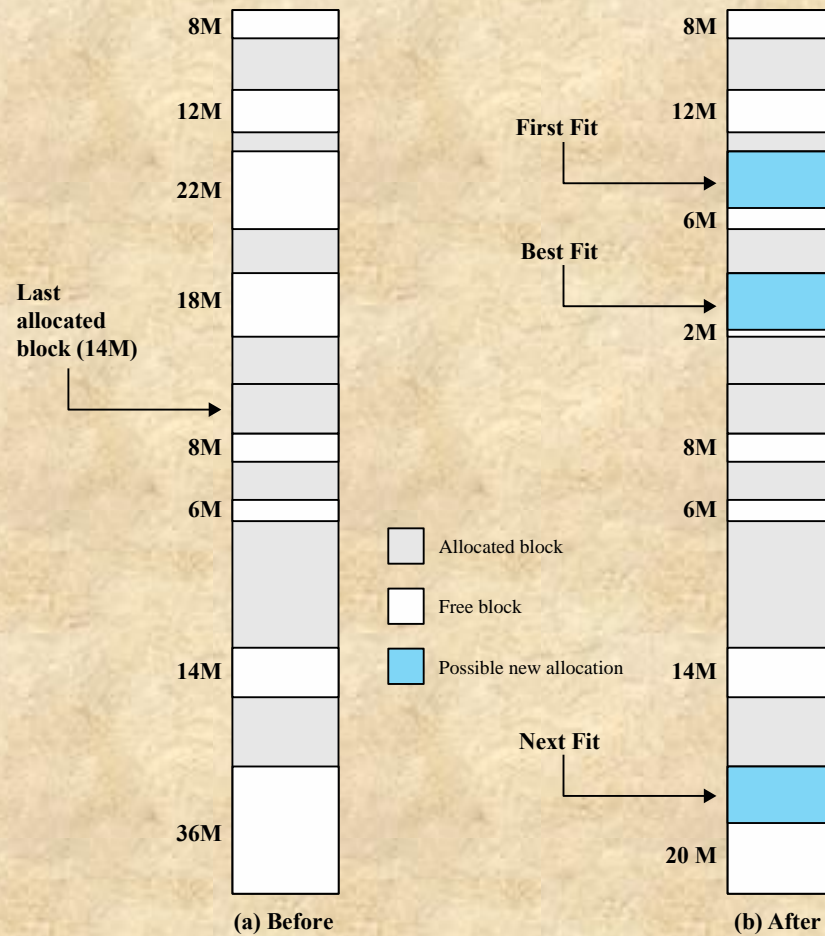 8M
12M
22M
18M
Last
allocated
block (14M)
8M
6M
14M
36M
(a) Before
Allocated block
Free block
Possible new allocation
8M
12M
First Fit
6M
Best Fit
2M
8M
6M
14M
Next Fit
20 M
(b) After